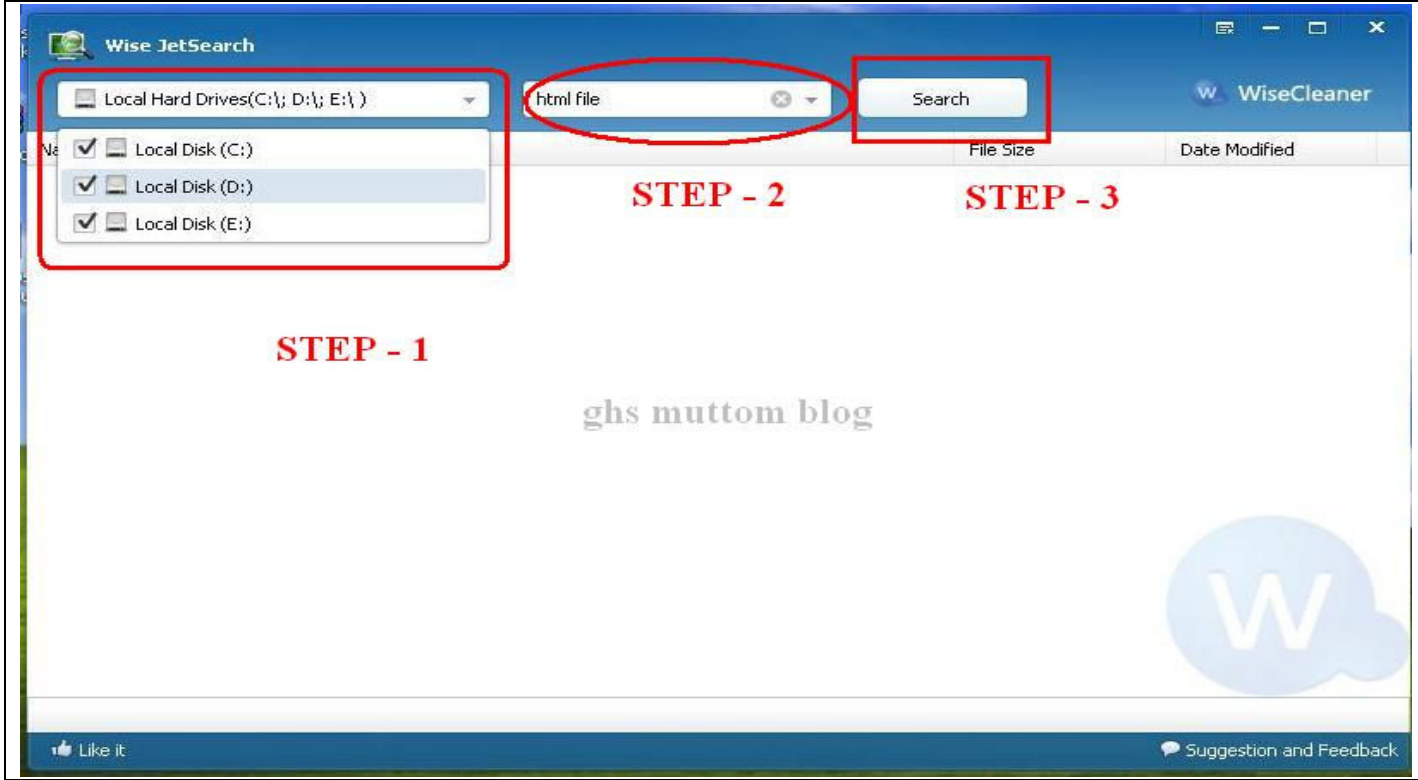 Wise JetSearch
Local Hard Drives(C:\; D:\; E:\ )
html file
Search
WiseCleaner
Local Disk (C:)
File Size
Date Modified
Local Disk (D:)
Local Disk (E:)
STEP - 2
STEP - 3
STEP - 1
ghs muttom blog
W
Like it
Suggestion and Feedback